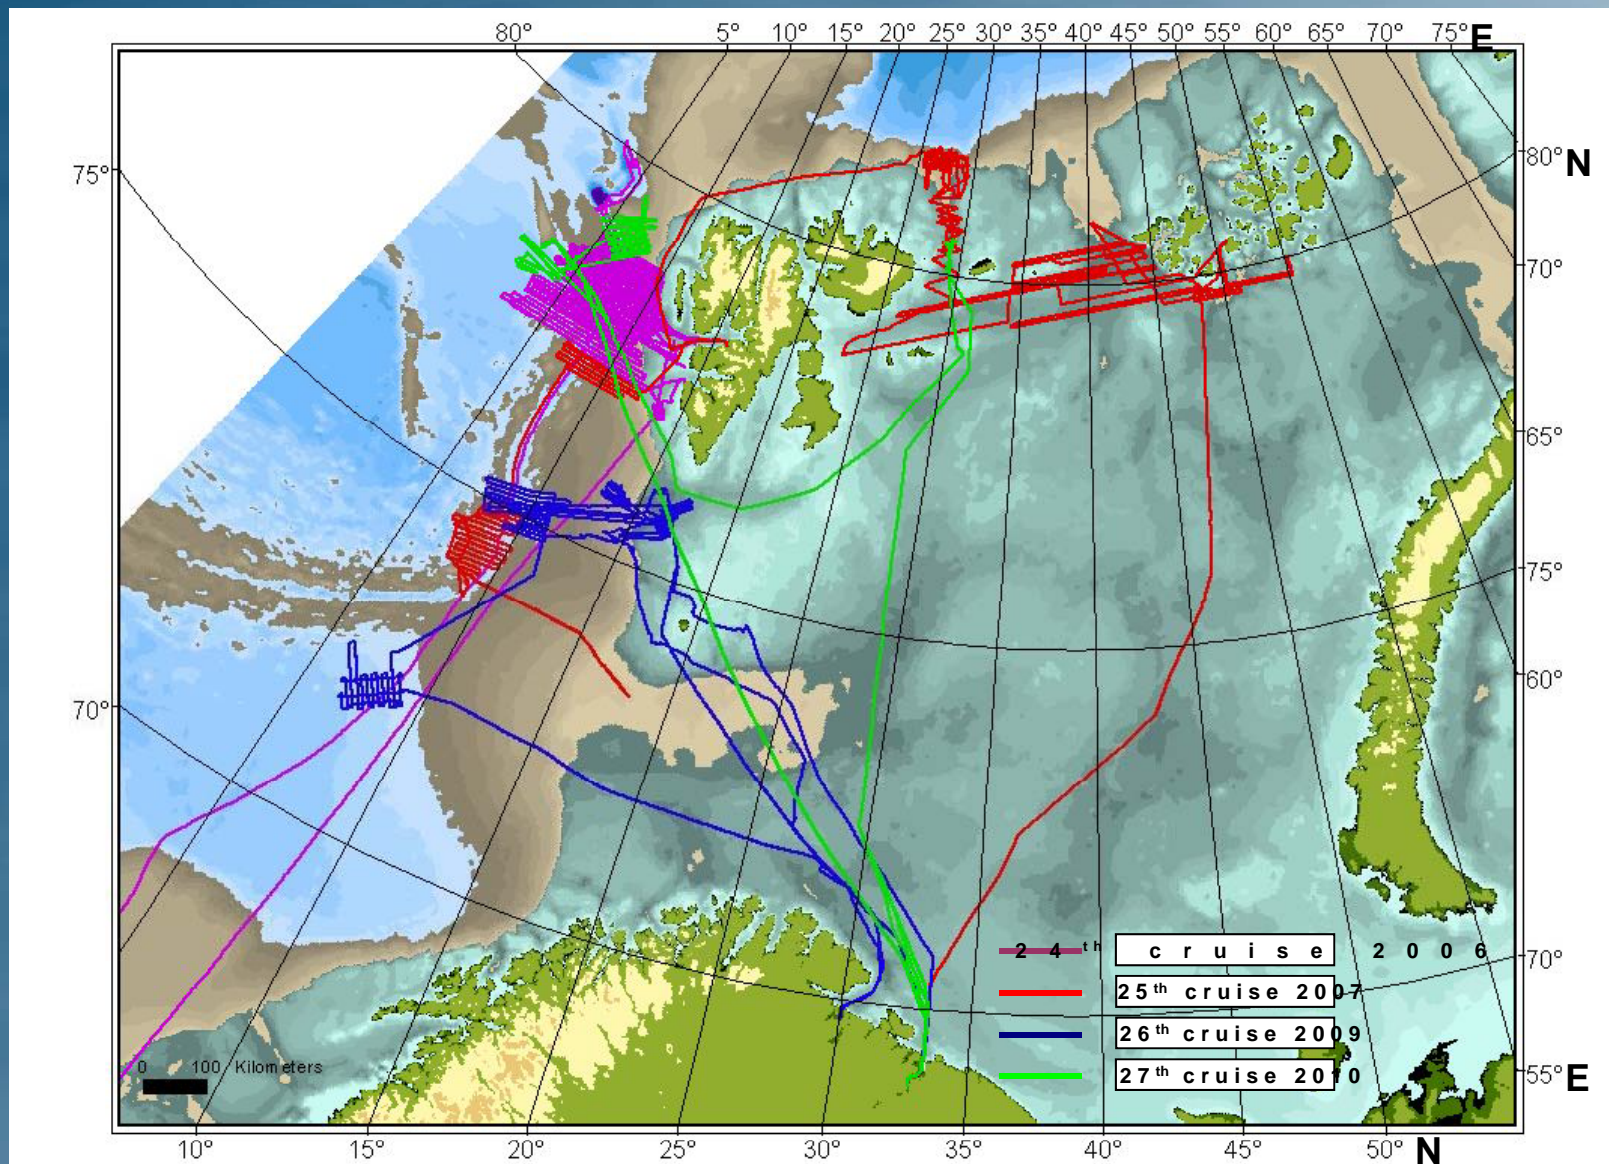 80° 5° 10° 15° 20° 25° 30° 35° 40° 45° 50° 55° 60° 65° 70° 75° E
75° 80° N
70°
65°
75°
60°
70°
24th cruise 2006
70°
25th cruise 2007
26th cruise 2009
0 100 Kilometers
27th cruise 2010
55° E
10° 15° 20° 25° 30° 35° 40° 45° 50° N